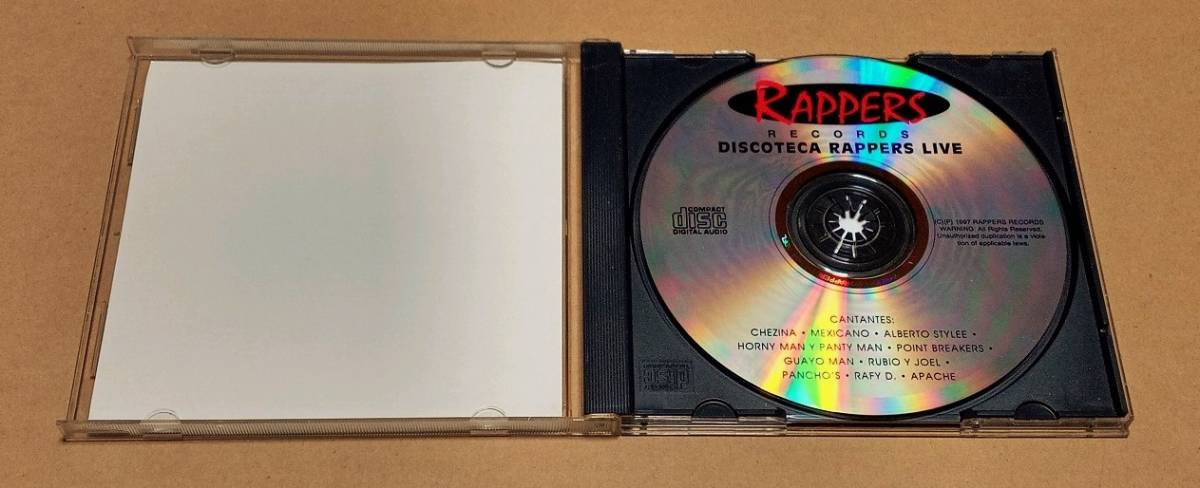 RAPPERS
RECORDS
DISCOTECA RAPPERS LIVE
COMPACT
disc
DIGITAL AUDIO
(C)(P) 1997 RAPPERS RECORDS
WARNING: All Rights Reserved.
Unauthorized duplication is a viola-
tion of applicable laws.
CANTANTES:
CHEZINA • MEXICANO • ALBERTO STYLEE •
HORNY MAN Y PANTY MAN • POINT BREAKERS •
GUAYO MAN • RUBIO Y JOEL •
PANCHO'S • RAFY D. • APACHE